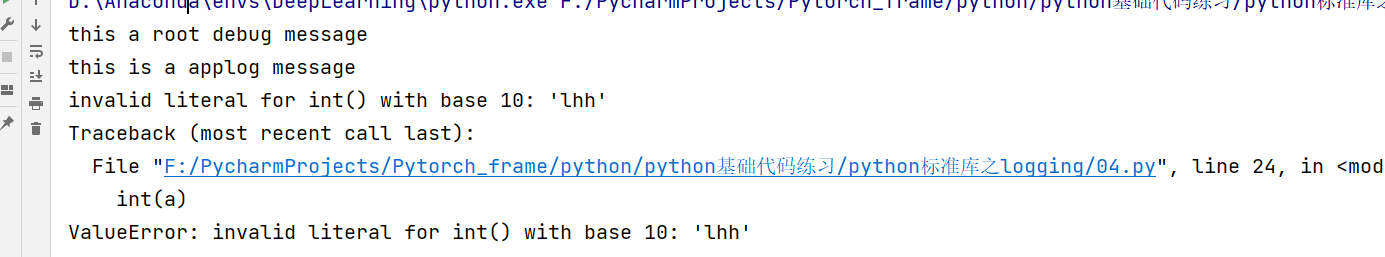 D:\Anaconda\envs\DeepLearning\python.exe F:/PycharmProjects/Pytorch_frame/python/python基础代码练习/python标准库之
this a root debug message
this is a applog message
invalid literal for int() with base 10: 'lhh'
Traceback (most recent call last):
  File "F:/PycharmProjects/Pytorch_frame/python/python基础代码练习/python标准库之logging/04.py", line 24, in <mod
    int(a)
ValueError: invalid literal for int() with base 10: 'lhh'